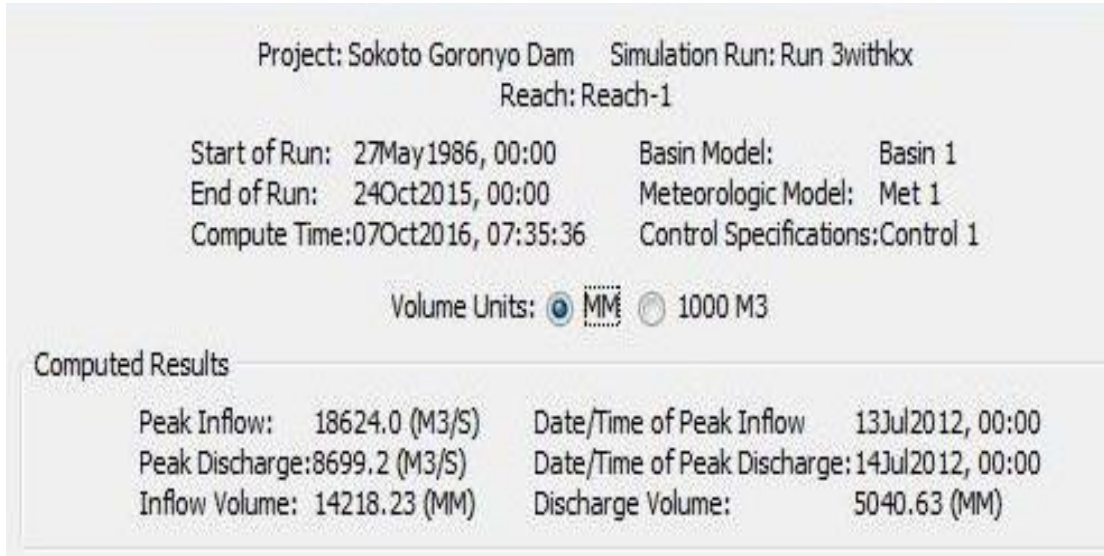 Project: Sokoto Goronyo Dam Simulation Run: Run 3withkx
Reach: Reach-1
Start of Run: 27May1986, 00:00 Basin Model: Basin 1
End of Run: 24Oct2015, 00:00 Meteorologic Model: Met 1
Compute Time:07Oct2016, 07:35:36 Control Specifications:Control 1
Volume Units: MM 1000 M3
Computed Results
Peak Inflow: 18624.0 (M3/S) Date/Time of Peak Inflow 13Jul2012, 00:00
Peak Discharge:8699.2 (M3/S) Date/Time of Peak Discharge:14Jul2012, 00:00
Inflow Volume: 14218.23 (MM) Discharge Volume: 5040.63 (MM)